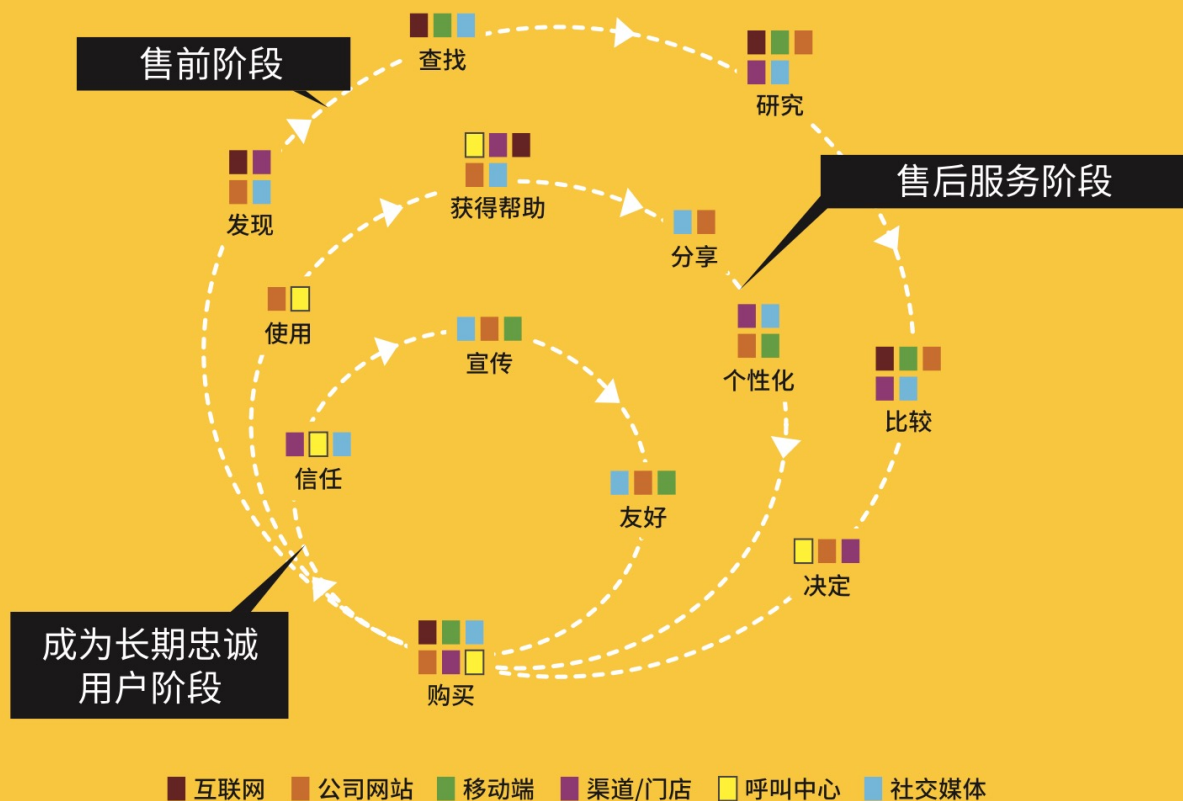 查找
售前阶段
研究
获得帮助
售后服务阶段
发现
分享
使用
宣传
个性化
比较
信任
友好
决定
成为长期忠诚
用户阶段
购买
互联网 公司网站 移动端 渠道/门店 呼叫中心 社交媒体